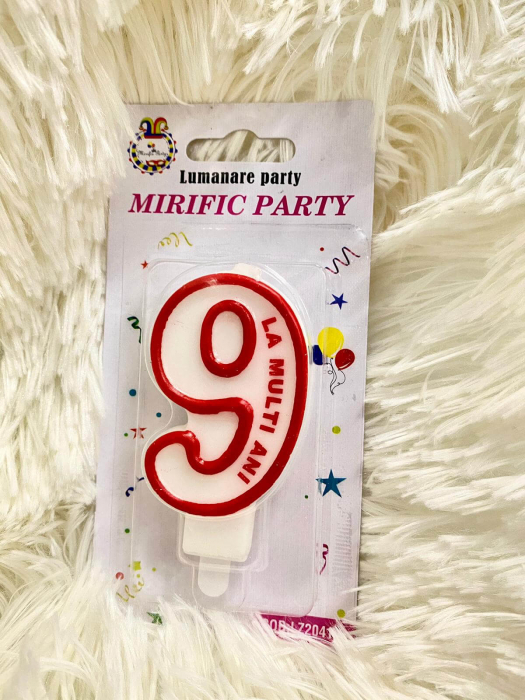 Lumanare party
MIRIFIC PARTY
9
LA MULTI ANI